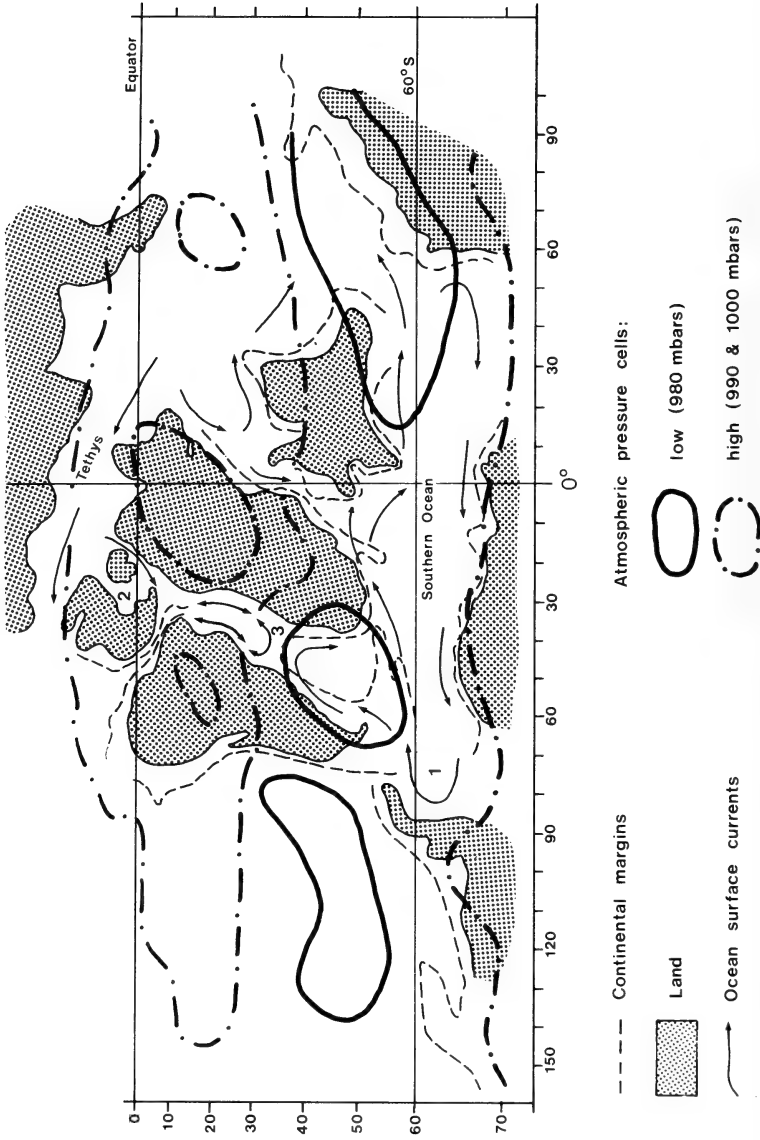 Equator
Tethys
60°S
Southern Ocean
1
2
3
0
10
20
30
40
50
60
70
150
120
90
60
30
0°
30
60
90
Continental margins
Land
Ocean surface currents
Atmospheric pressure cells:
low (980 mbars)
high (990 & 1000 mbars)